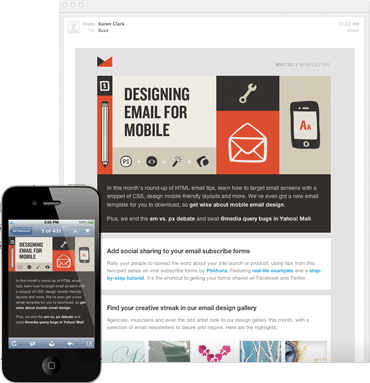 From: Karen Clark
To: Buzz
11:12 AM
Inbox
MAY 2011 NEWSLETTER
1
DESIGNING
EMAIL FOR
MOBILE
AA
PS
In this month's round-up of HTML email tips, learn how to target small screens with a
snippet of CSS, design mobile-friendly layouts and more. We've even got a new email
template for you to download, so get wise about mobile email design!
Plus, we end the em vs. px debate and swat @media query bugs in Yahoo! Mail.
Add social sharing to your email subscribe forms
Rally your people to spread the word about your site launch or product, using tips from this
two-part series on viral subscribe forms by Plethora. Featuring real-life examples and a step-
by-step tutorial, it's the shortcut to getting your forms shared on Facebook and Twitter.
Find your creative streak in our email design gallery
Agencies, musicians and even the odd artist look to our design gallery this month, with a
selection of email newsletters to desire and inspire. Here are the highlights.
3:55 PM
1 of 431
DESIGNING
EMAIL FOR
MOBILE
In this month's round-up of HTML email
tips, learn how to target small screens
with a snippet of CSS, design mobile-
friendly layouts and more. We've even
got a new email template for you to
download, so get wise about mobile
email design!
Plus, we end the em vs. px debate and
swat @media query bugs in Yahoo! Mail.